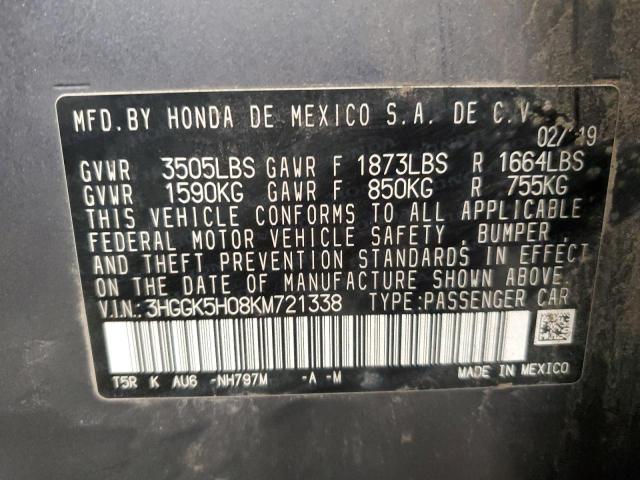 MFD.BY HONDA DE MEXICO S.A. DE C.V.
02/19
GVWR 3505LBS GAWR F 1873LBS R 1664LBS
GVWR 1590KG GAWR F 850KG R 755KG
THIS VEHICLE CONFORMS TO ALL APPLICABLE
FEDERAL MOTOR VEHICLE SAFETY, BUMPER,
AND THEFT PREVENTION STANDARDS IN EFFECT
ON THE DATE OF MANUFACTURE SHOWN ABOVE.
V.I.N.: 3HGGK5H08KM721338 TYPE:PASSENGER CAR
T5R K AU6 -NH797M -A -M MADE IN MEXICO